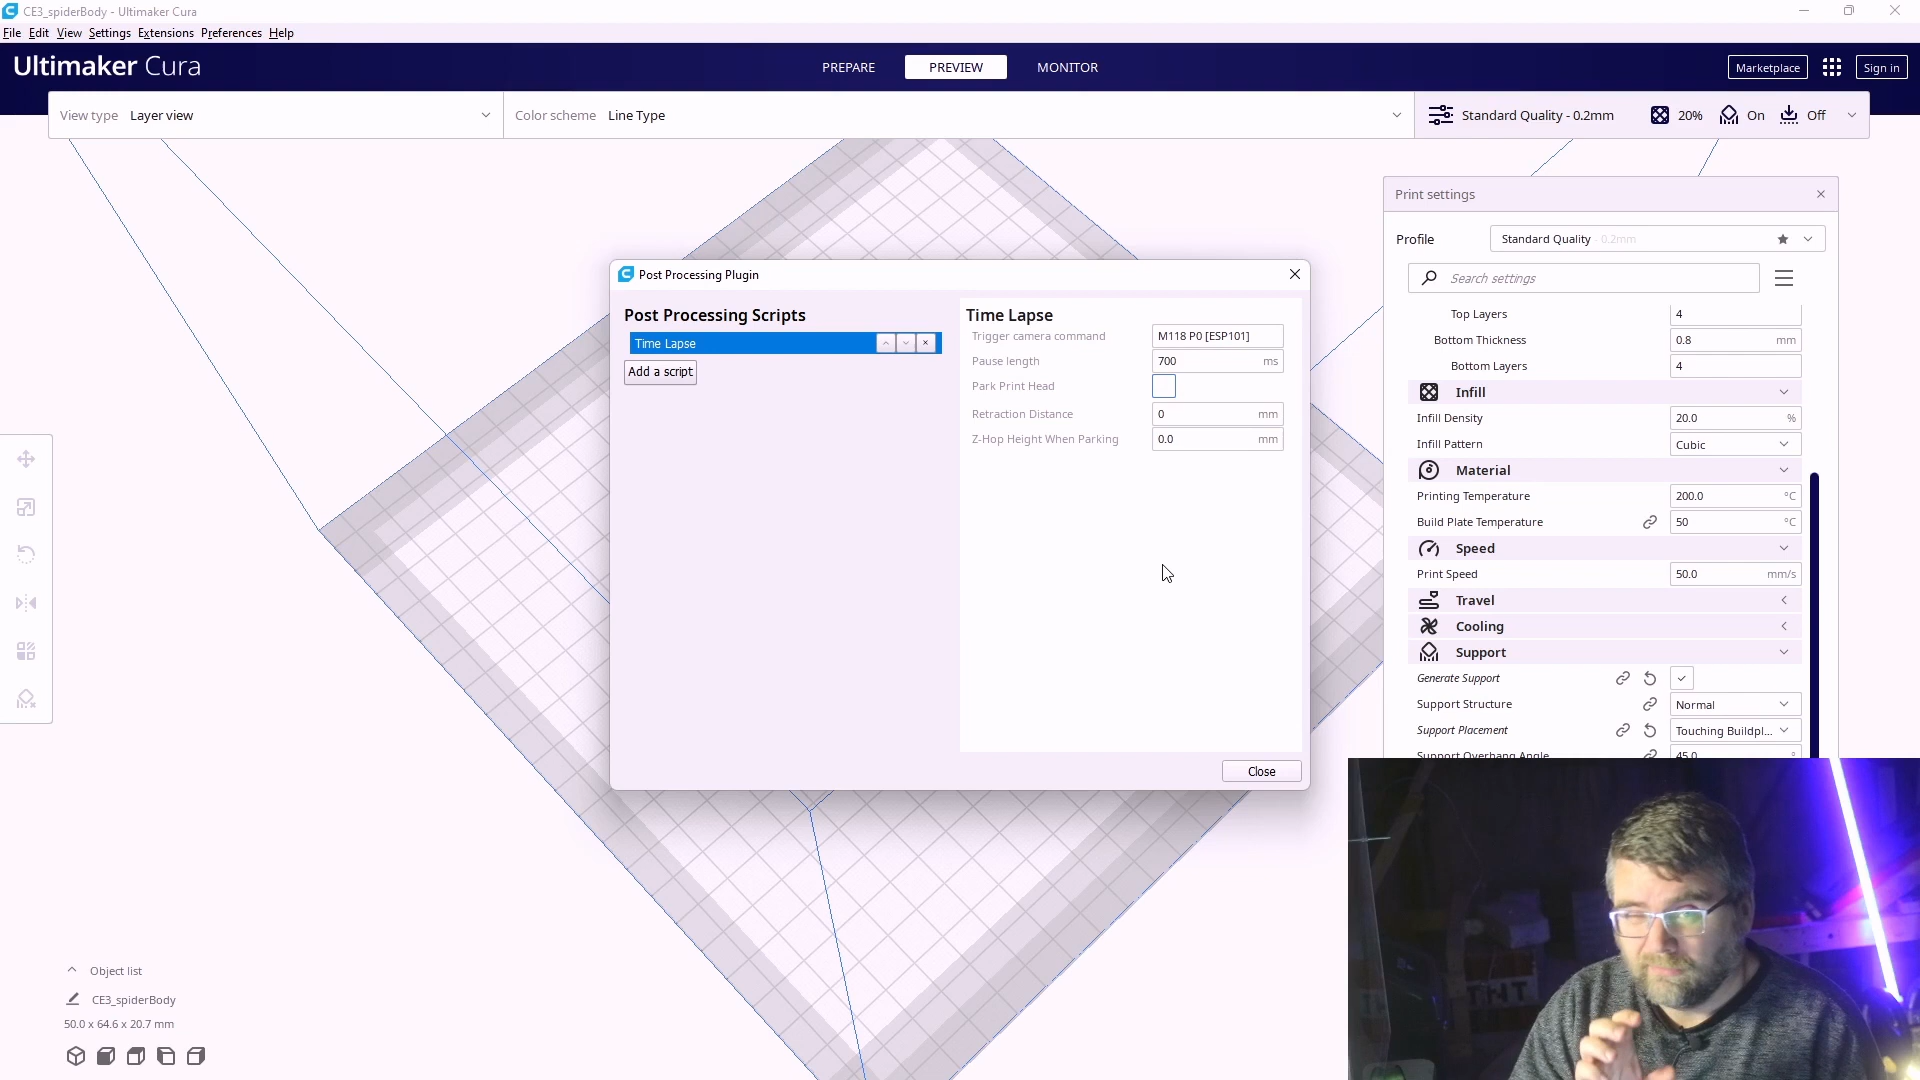 CE3_spiderBody - Ultimaker Cura
File Edit View Settings Extensions Preferences Help
Ultimaker Cura
PREPARE
PREVIEW
MONITOR
Marketplace
Sign in
View type Layer view
Color scheme Line Type
Standard Quality - 0.2mm
20%
On
Off
Print settings
Profile
Standard Quality - 0.2mm
Search settings
Top Layers 4
Bottom Thickness 0.8 mm
Bottom Layers 4
Infill
Infill Density 20.0 %
Infill Pattern Cubic
Material
Printing Temperature 200.0 °C
Build Plate Temperature 50 °C
Speed
Print Speed 50.0 mm/s
Travel
Cooling
Support
Generate Support
Support Structure Normal
Support Placement Touching Buildpl...
Support Overhang Angle 45.0 °
Post Processing Plugin
Post Processing Scripts
Time Lapse
Add a script
Time Lapse
Trigger camera command M118 P0 [ESP101]
Pause length 700 ms
Park Print Head
Retraction Distance 0 mm
Z-Hop Height When Parking 0.0 mm
Close
Object list
CE3_spiderBody
50.0 x 64.6 x 20.7 mm
TNT